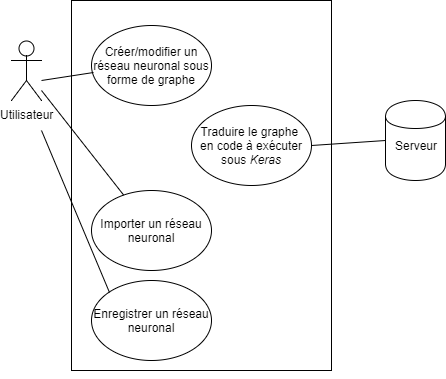 Créer/modifier un
réseau neuronal sous
forme de graphe
Utilisateur
Traduire le graphe
en code à exécuter
sous Keras
Serveur
Importer un réseau
neuronal
Enregistrer un réseau
neuronal